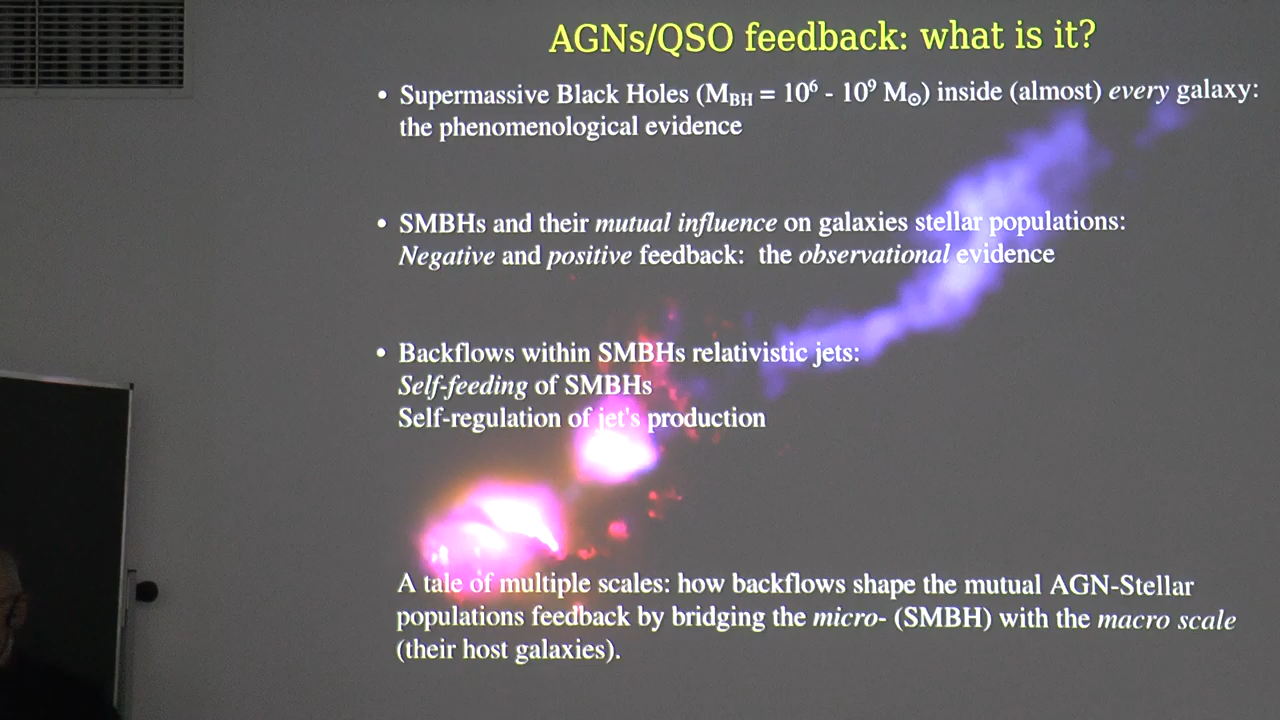 AGNs/QSO feedback: what is it?
• Supermassive Black Holes (M_BH = 10⁶ - 10⁹ M_☉) inside (almost) every galaxy:
the phenomenological evidence
• SMBHs and their mutual influence on galaxies stellar populations:
Negative and positive feedback: the observational evidence
• Backflows within SMBHs relativistic jets:
Self-feeding of SMBHs
Self-regulation of jet's production
A tale of multiple scales: how backflows shape the mutual AGN-Stellar
populations feedback by bridging the micro- (SMBH) with the macro scale
(their host galaxies).